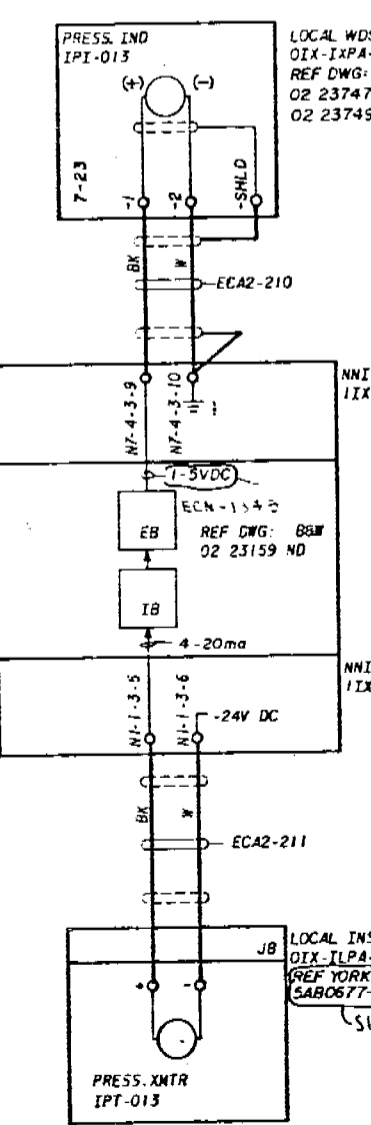 PRESS. IND
IPI-013
LOCAL WDS
OIX-IXPA-
REF DWG:
02 23747
02 23749
(+)
(-)
7-23
-1
-2
-SHLD
BK
W
ECA2-210
N7-4-3-9
N7-4-3-10
NNI
IIX
1-5VDC
EB
REF DWG: B&W
02 23159 ND
IB
4-20ma
NNI
IIX
N1-1-3-5
N1-1-3-6
-24V DC
BK
W
ECA2-211
JB
LOCAL INS
OIX-ILPA-
REF YORK
5AB0677-
+
-
PRESS. XMTR
IPT-013